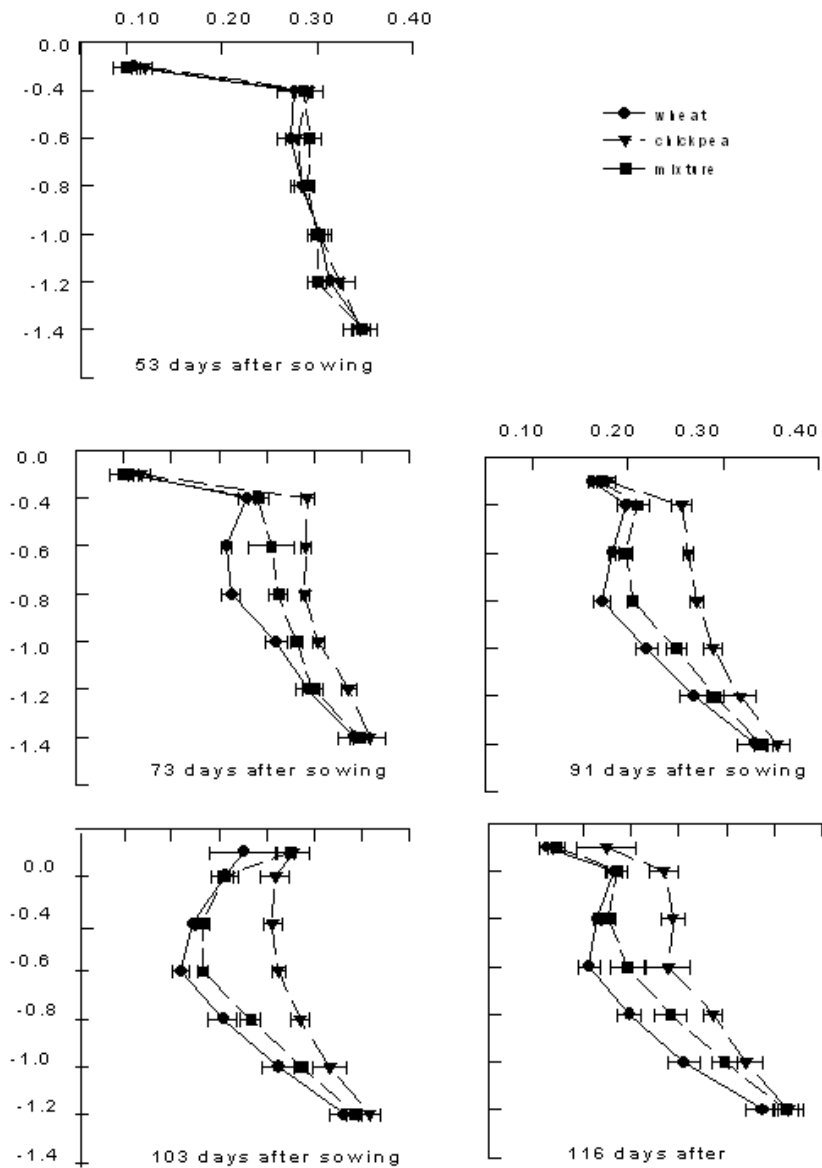 0.10 0.20 0.30 0.40
0.0
-0.4
-0.6
-0.8
-1.0
-1.2
-1.4
53 days after sowing
wheat
chickpea
mixture
0.0
-0.4
-0.6
-0.8
-1.0
-1.2
-1.4
73 days after sowing
0.10 0.20 0.30 0.40
91 days after sowing
0.0
-0.4
-0.6
-0.8
-1.0
-1.2
-1.4
103 days after sowing
116 days after